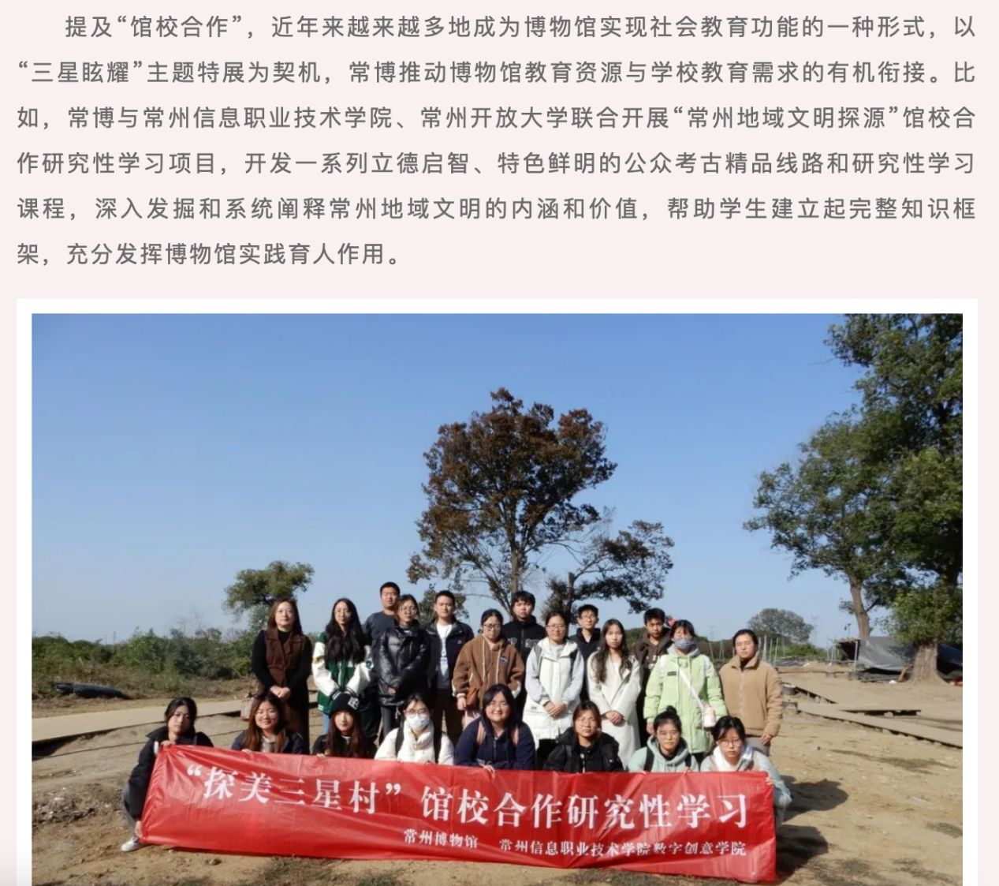 提及“馆校合作”，近年来越来越多地成为博物馆实现社会教育功能的一种形式，以
“三星眩耀”主题特展为契机，常博推动博物馆教育资源与学校教育需求的有机衔接。比
如，常博与常州信息职业技术学院、常州开放大学联合开展“常州地域文明探源”馆校合
作研究性学习项目，开发一系列立德启智、特色鲜明的公众考古精品线路和研究性学习
课程，深入发掘和系统阐释常州地域文明的内涵和价值，帮助学生建立起完整知识框
架，充分发挥博物馆实践育人作用。
“探美三星村”馆校合作研究性学习
常州博物馆 常州信息职业技术学院数字创意学院